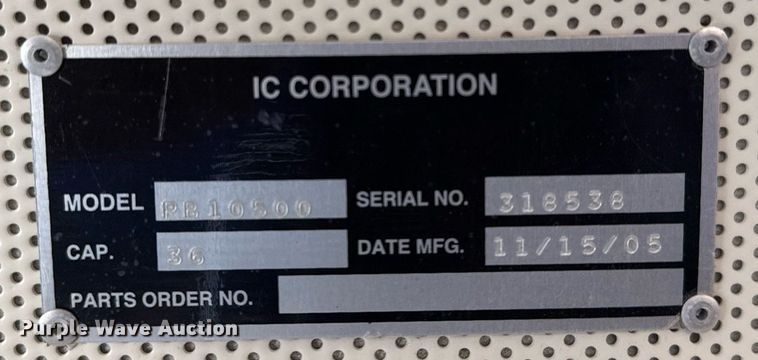 IC CORPORATION
MODEL PB10500 SERIAL NO. 318538
CAP. 36 DATE MFG. 11/15/05
PARTS ORDER NO.
Purple Wave Auction